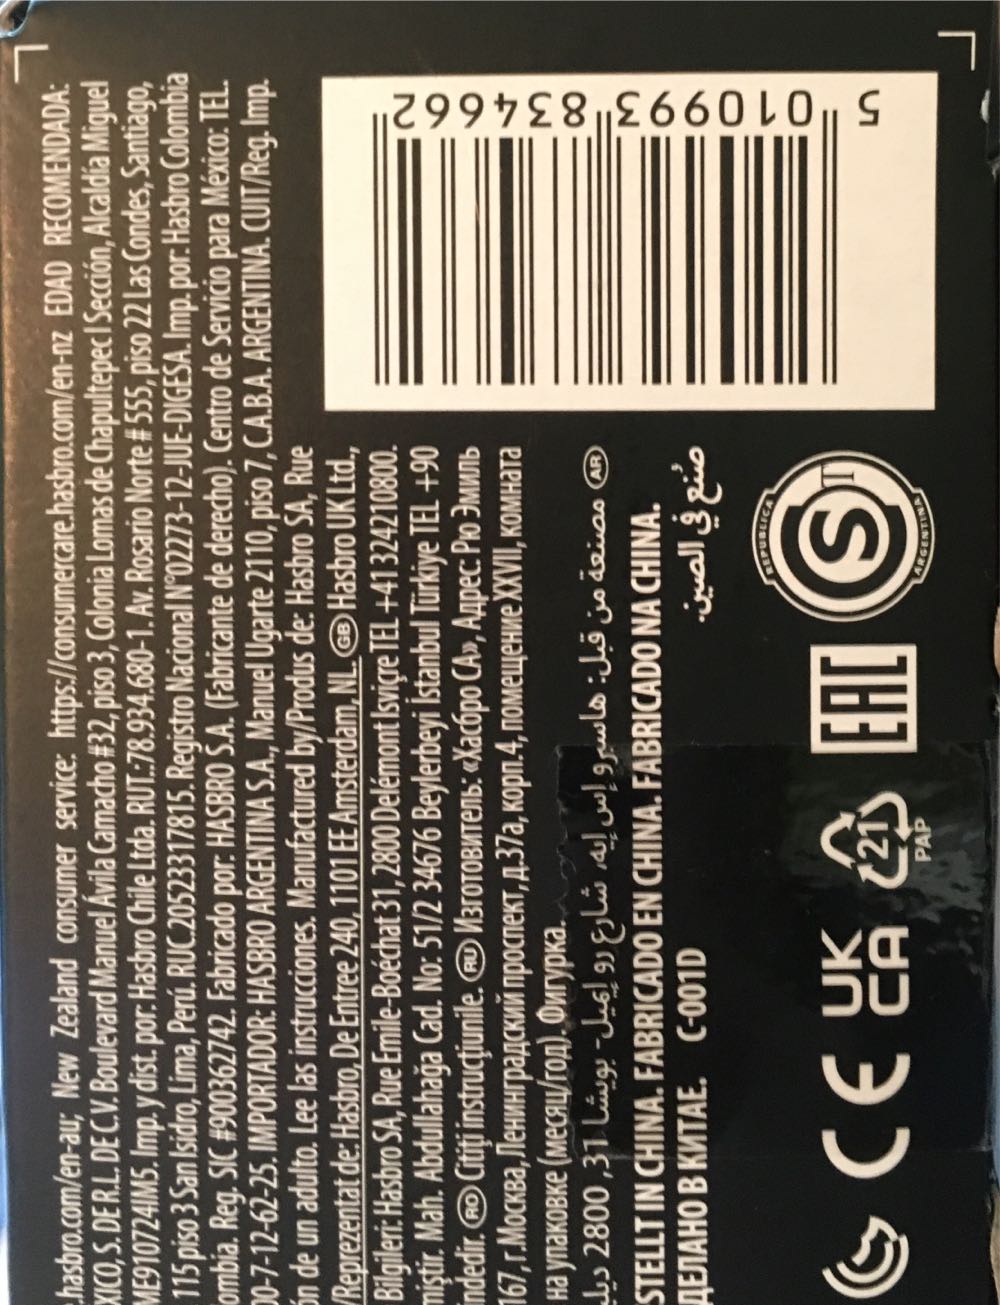 .hasbro.com/en-au; New Zealand consumer service: https://consumercare.hasbro.com/en-nz EDAD RECOMENDADA:
XICO, S. DE R.L. DE C.V. Boulevard Manuel Ávila Camacho #32, piso 3, Colonia Lomas de Chapultepec I Sección, Alcaldía Miguel
ME910724IM5. Imp. y dist. por: Hasbro Chile Ltda. RUT.: 78.934.680-1. Av. Rosario Norte # 555, piso 22 Las Condes, Santiago,
115 piso 3 San Isidro, Lima, Perú. RUC. 20523317815. Registro Nacional N°02273-12-JUE-DIGESA. Imp. por: Hasbro Colombia
ombia. Reg. SIC #900362742. Fabricado por: HASBRO S.A. (Fabricante de derecho). Centro de Servicio para México: TEL.
00-7-12-62-25. IMPORTADOR: HASBRO ARGENTINA S.A., Manuel Ugarte 2110, piso 7, C.A.B.A. ARGENTINA. CUIT/Reg. Imp.
ón de un adulto. Lee las instrucciones. Manufactured by/Produs de: Hasbro SA, Rue
/Reprezentat de: Hasbro, De Entree 240, 1101 EE Amsterdam, NL. GB Hasbro UK Ltd.,
Bilgileri: Hasbro SA, Rue Emile-Boéchat 31, 2800 Delémont Isviçre TEL +41 324210800.
miştir. Mah. Abdullahağa Cad. No: 51/2 34676 Beylerbeyi İstanbul Türkiye TEL +90
indedir. RO Citiți instrucțiunile. RU Изготовитель: «Хасбро СА», Адрес Рю Эмиль
167, г. Москва, Ленинградский проспект, д.37а, корп.4, помещение XXVII, комната
на упаковке (месяц/год). Фигурка.
AR مصنعة من قبل: هاسبرو إس إيه، شارع رو إيميل- بويشا 31, 2800
STELLT IN CHINA. FABRICADO EN CHINA. FABRICADO NA CHINA.
ДЕЛАНО В КИТАЕ. C-001D
صُنع في الصين.
5 010993 834662
CE UK CA 21 PAP EAC
REPUBLICA S ARGENTINA